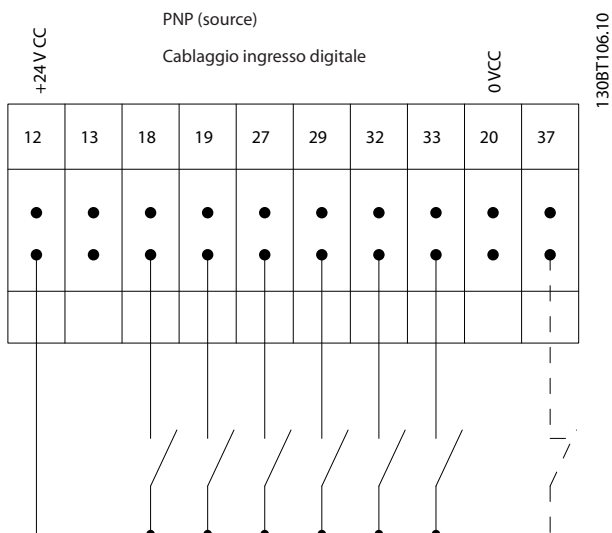 PNP (source)
Cablaggio ingresso digitale
+24 V CC
0 VCC
130BT106.10
12 13 18 19 27 29 32 33 20 37